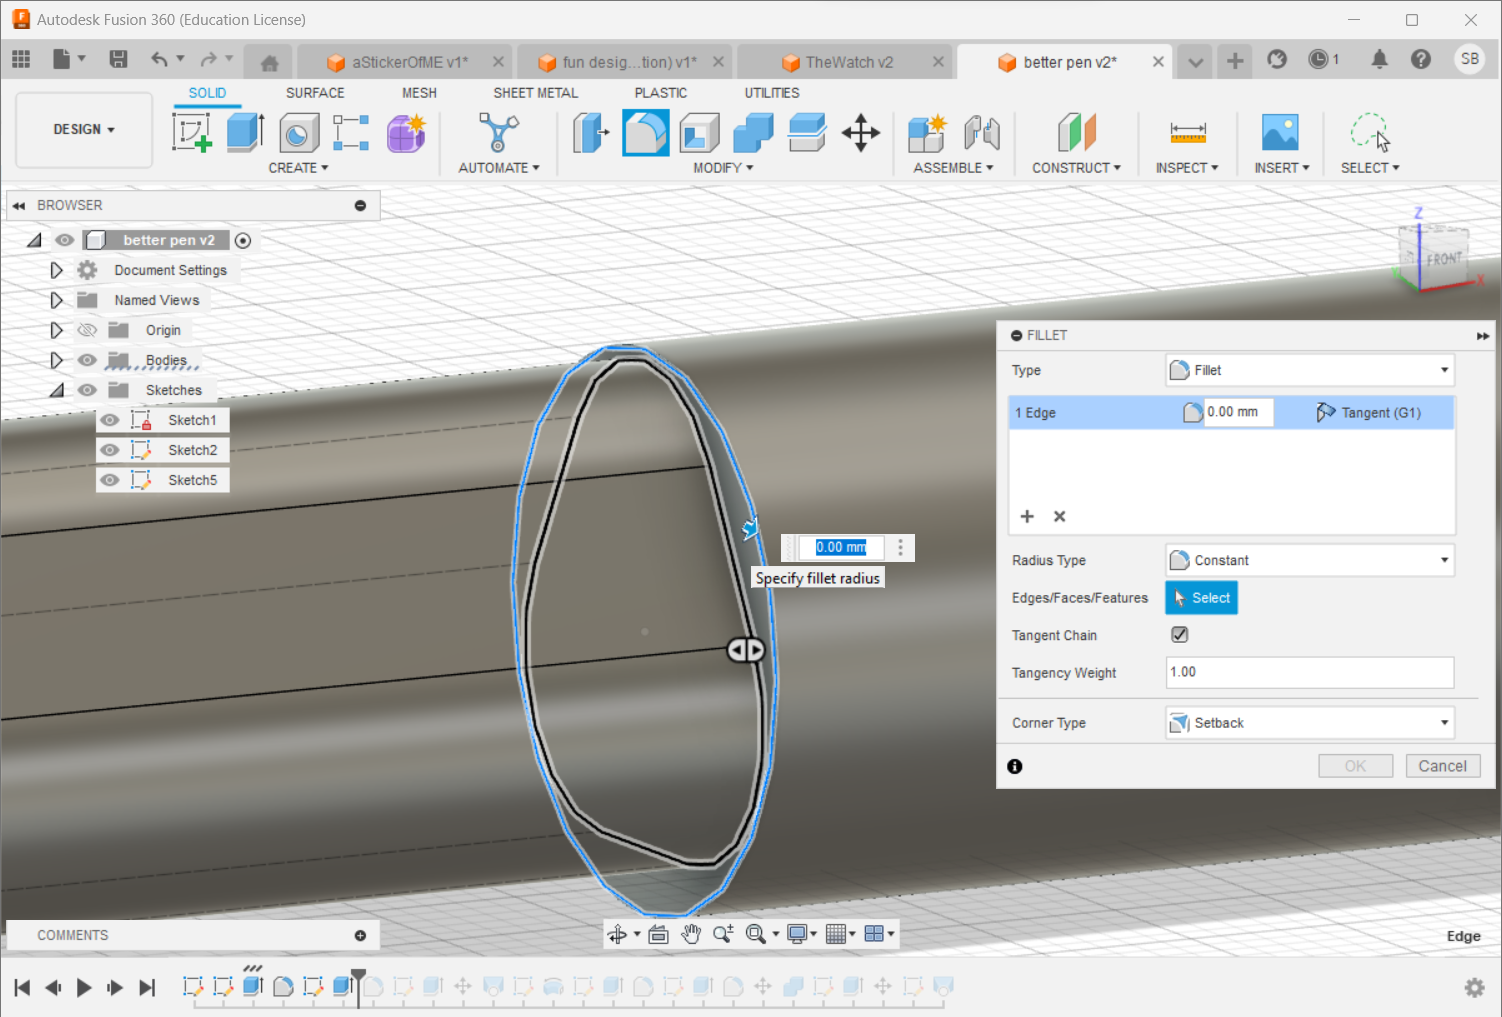 Autodesk Fusion 360 (Education License)
aStickerOfME v1*
fun desig...tion) v1*
TheWatch v2
better pen v2*
1
SB
SOLID
SURFACE
MESH
SHEET METAL
PLASTIC
UTILITIES
DESIGN
CREATE
AUTOMATE
MODIFY
ASSEMBLE
CONSTRUCT
INSPECT
INSERT
SELECT
BROWSER
better pen v2
Document Settings
Named Views
Origin
Bodies
Sketches
Sketch1
Sketch2
Sketch5
Z
FRONT
X
0.00 mm
Specify fillet radius
FILLET
Type
Fillet
1 Edge
0.00 mm
Tangent (G1)
Radius Type
Constant
Edges/Faces/Features
Select
Tangent Chain
Tangency Weight
1.00
Corner Type
Setback
OK
Cancel
COMMENTS
Edge